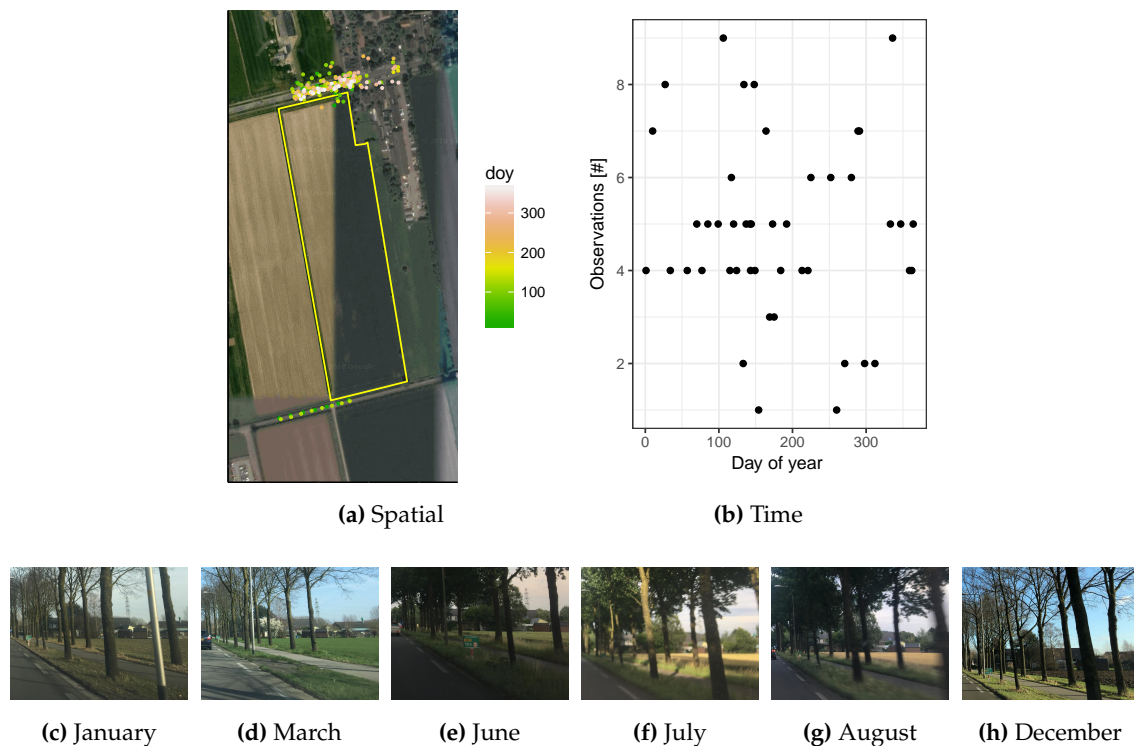 doy
300
200
100
Observations [#]
8
6
4
2
0
100
200
300
Day of year
(a) Spatial
(b) Time
(c) January
(d) March
(e) June
(f) July
(g) August
(h) December